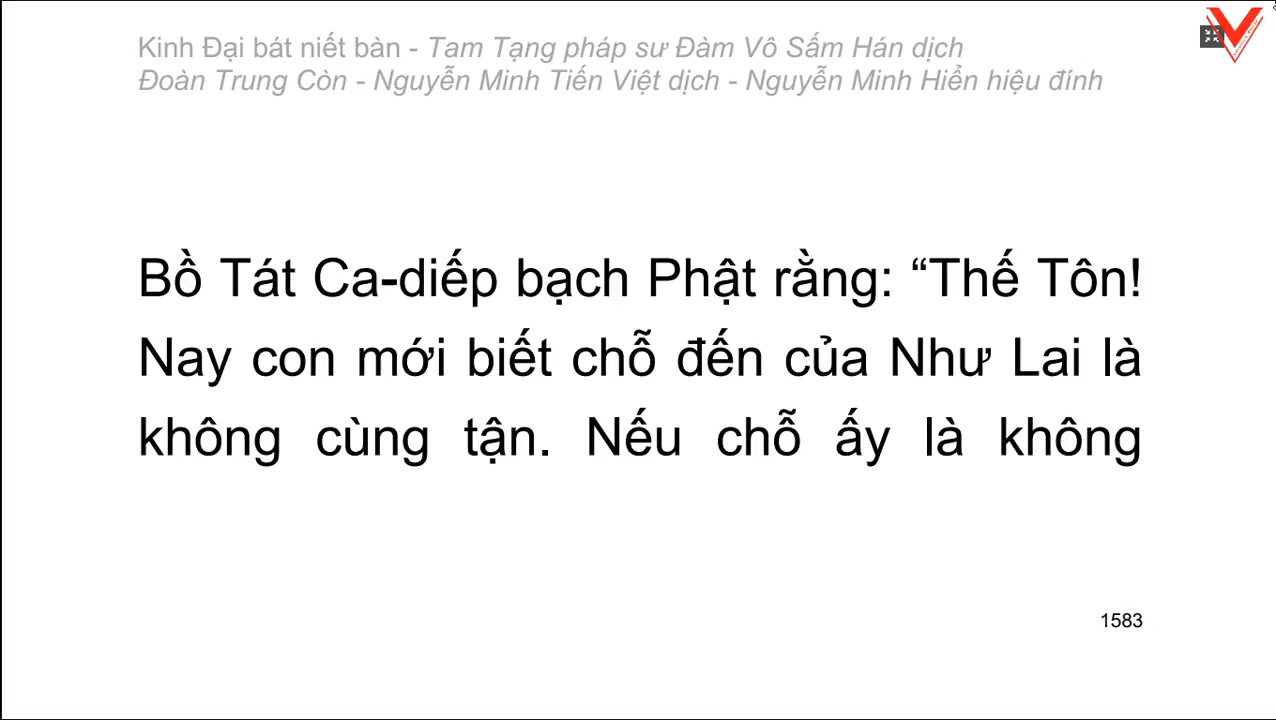 Kinh Đại bát niết bàn - Tam Tạng pháp sư Đàm Vô Sấm Hán dịch
Đoàn Trung Còn - Nguyễn Minh Tiến Việt dịch - Nguyễn Minh Hiển hiệu đính
Bồ Tát Ca-diếp bạch Phật rằng: “Thế Tôn!
Nay con mới biết chỗ đến của Như Lai là
không cùng tận. Nếu chỗ ấy là không
1583